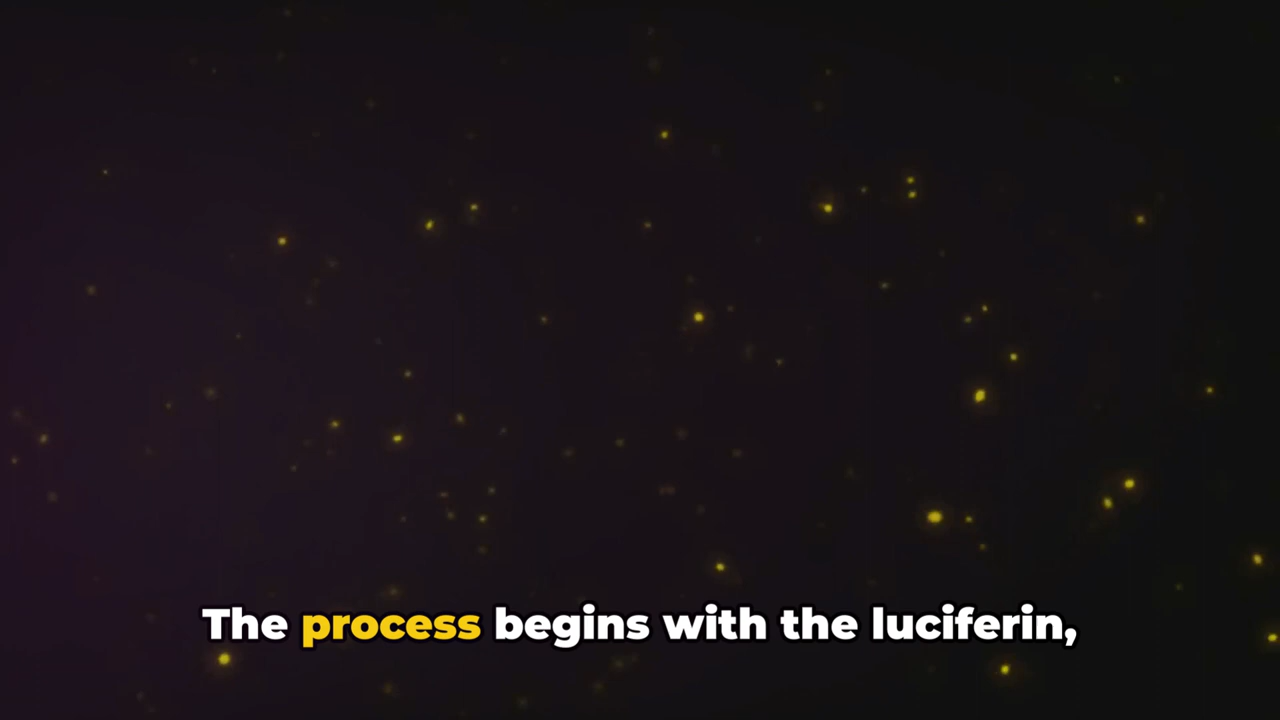 The process begins with the luciferin,